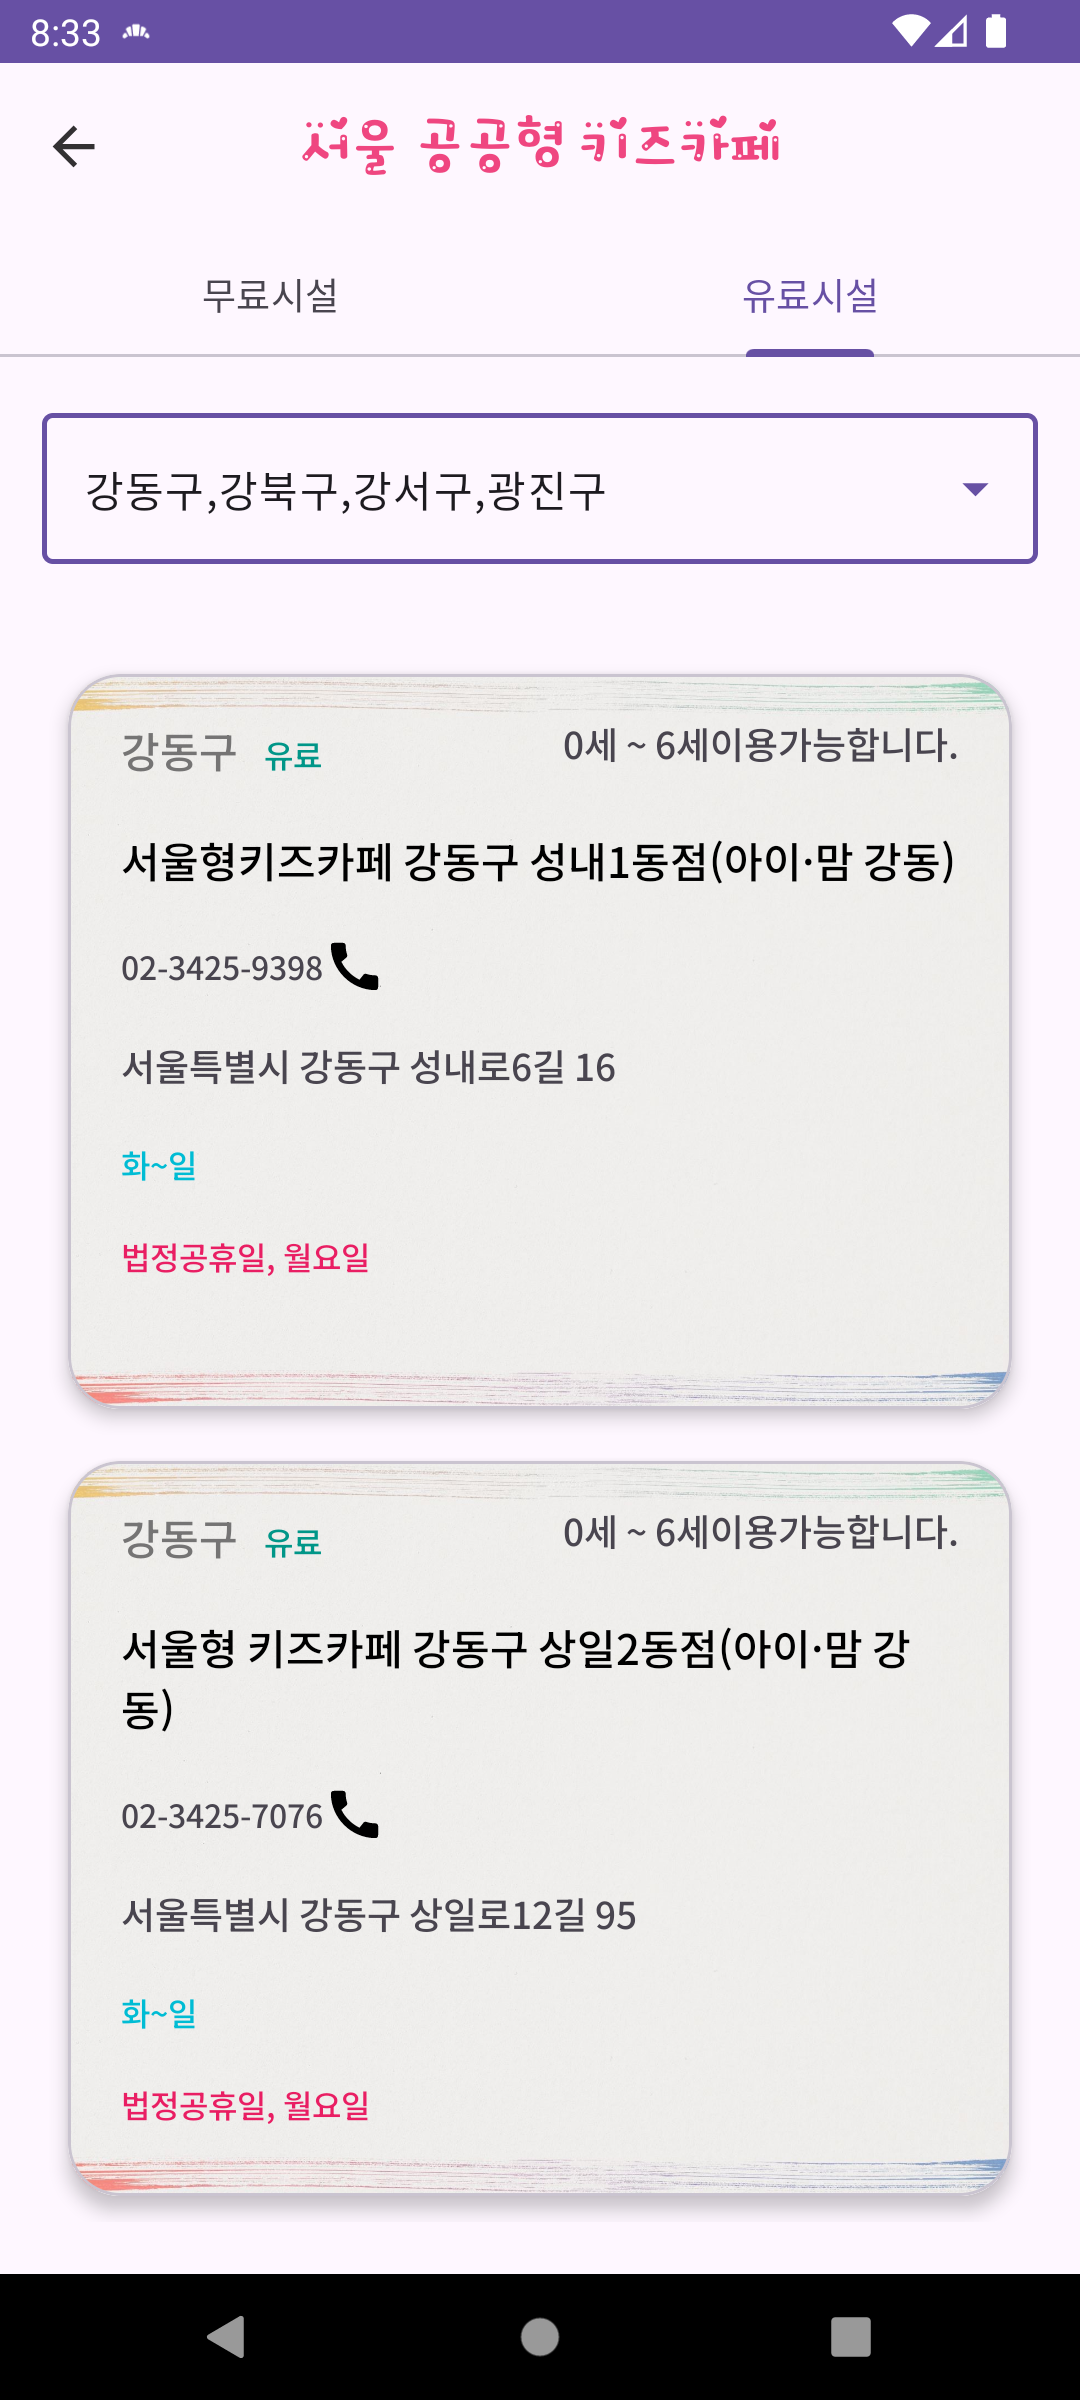 8:33
서울 공공형 키즈카페
무료시설
유료시설
강동구,강북구,강서구,광진구
강동구 유료 0세 ~ 6세이용가능합니다.
서울형키즈카페 강동구 성내1동점(아이·맘 강동)
02-3425-9398
서울특별시 강동구 성내로6길 16
화~일
법정공휴일, 월요일
강동구 유료 0세 ~ 6세이용가능합니다.
서울형 키즈카페 강동구 상일2동점(아이·맘 강
동)
02-3425-7076
서울특별시 강동구 상일로12길 95
화~일
법정공휴일, 월요일